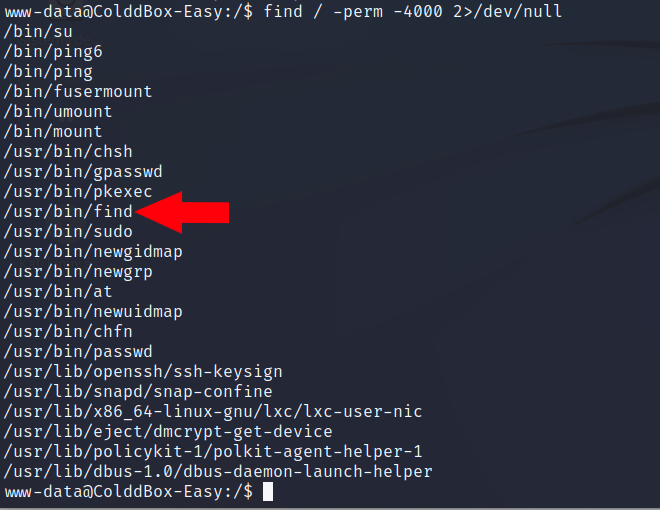 www-data@ColddBox-Easy:/$ find / -perm -4000 2>/dev/null
/bin/su
/bin/ping6
/bin/ping
/bin/fusermount
/bin/umount
/bin/mount
/usr/bin/chsh
/usr/bin/gpasswd
/usr/bin/pkexec
/usr/bin/find
/usr/bin/sudo
/usr/bin/newgidmap
/usr/bin/newgrp
/usr/bin/at
/usr/bin/newuidmap
/usr/bin/chfn
/usr/bin/passwd
/usr/lib/openssh/ssh-keysign
/usr/lib/snapd/snap-confine
/usr/lib/x86_64-linux-gnu/lxc/lxc-user-nic
/usr/lib/eject/dmcrypt-get-device
/usr/lib/policykit-1/polkit-agent-helper-1
/usr/lib/dbus-1.0/dbus-daemon-launch-helper
www-data@ColddBox-Easy:/$